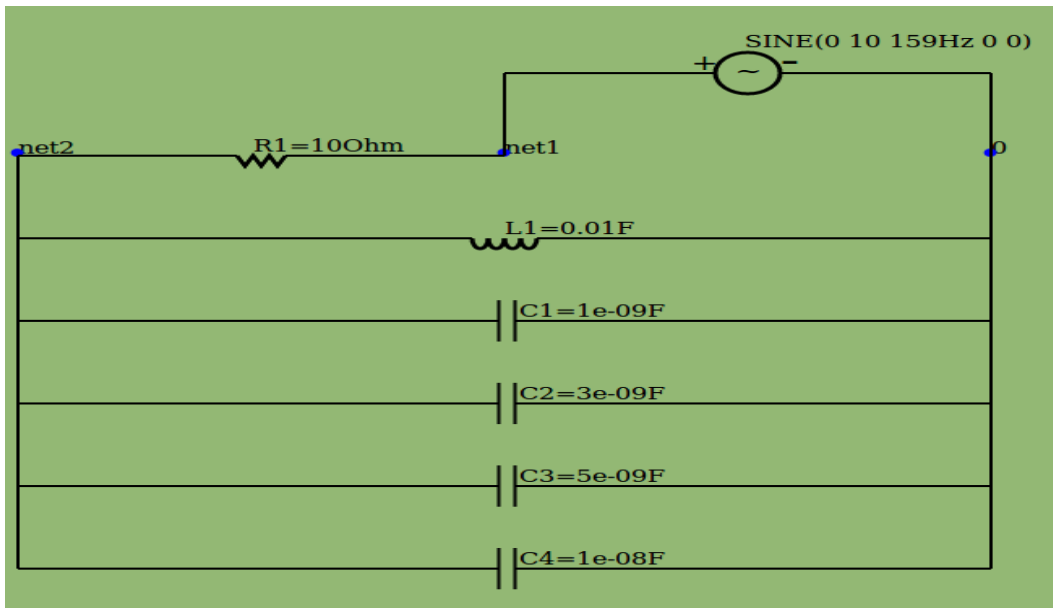 SINE(0 10 159Hz 0 0)
+ ~ -
net2 R1=10Ohm net1 0
L1=0.01F
C1=1e-09F
C2=3e-09F
C3=5e-09F
C4=1e-08F